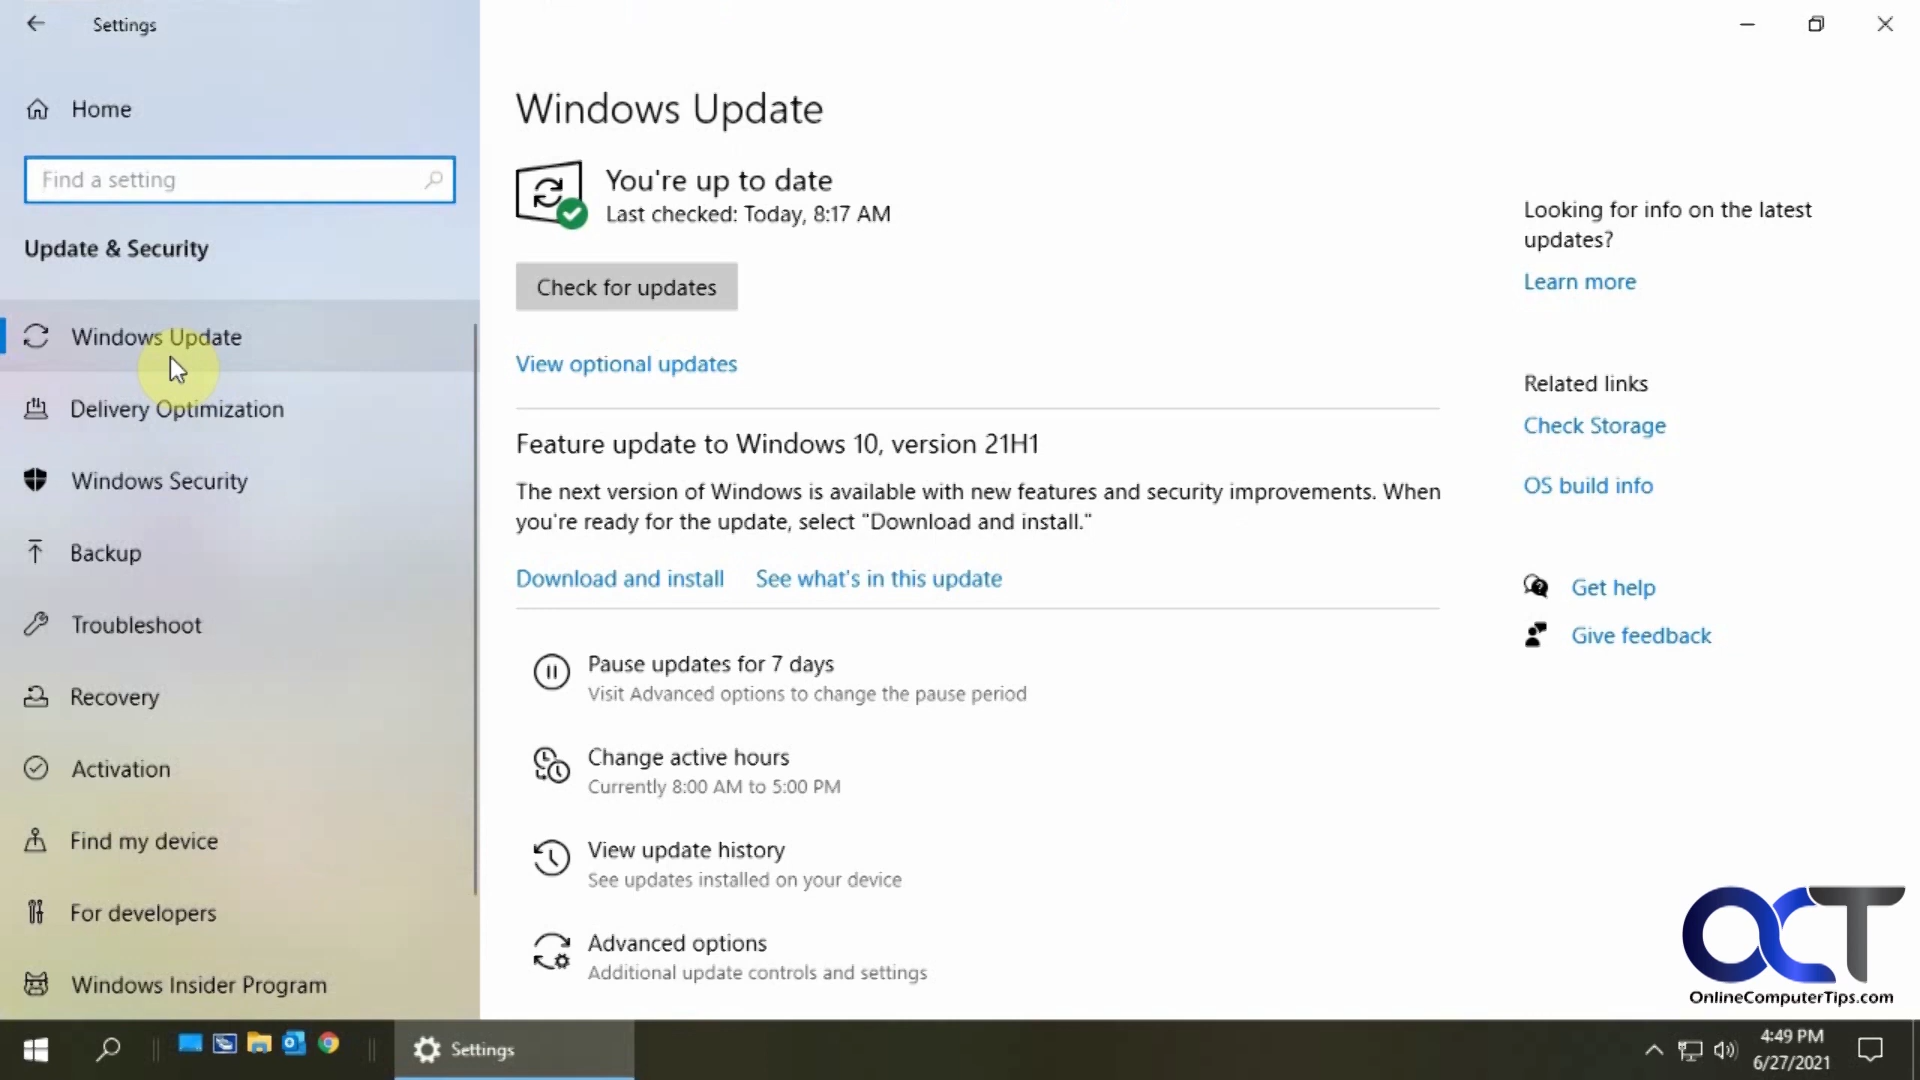 Settings
Home
Find a setting
Update & Security
Windows Update
Delivery Optimization
Windows Security
Backup
Troubleshoot
Recovery
Activation
Find my device
For developers
Windows Insider Program
Windows Update
You're up to date
Last checked: Today, 8:17 AM
Check for updates
View optional updates
Feature update to Windows 10, version 21H1
The next version of Windows is available with new features and security improvements. When
you're ready for the update, select "Download and install."
Download and install See what's in this update
Pause updates for 7 days
Visit Advanced options to change the pause period
Change active hours
Currently 8:00 AM to 5:00 PM
View update history
See updates installed on your device
Advanced options
Additional update controls and settings
Looking for info on the latest
updates?
Learn more
Related links
Check Storage
OS build info
Get help
Give feedback
OCT
OnlineComputerTips.com
Settings
4:49 PM
6/27/2021